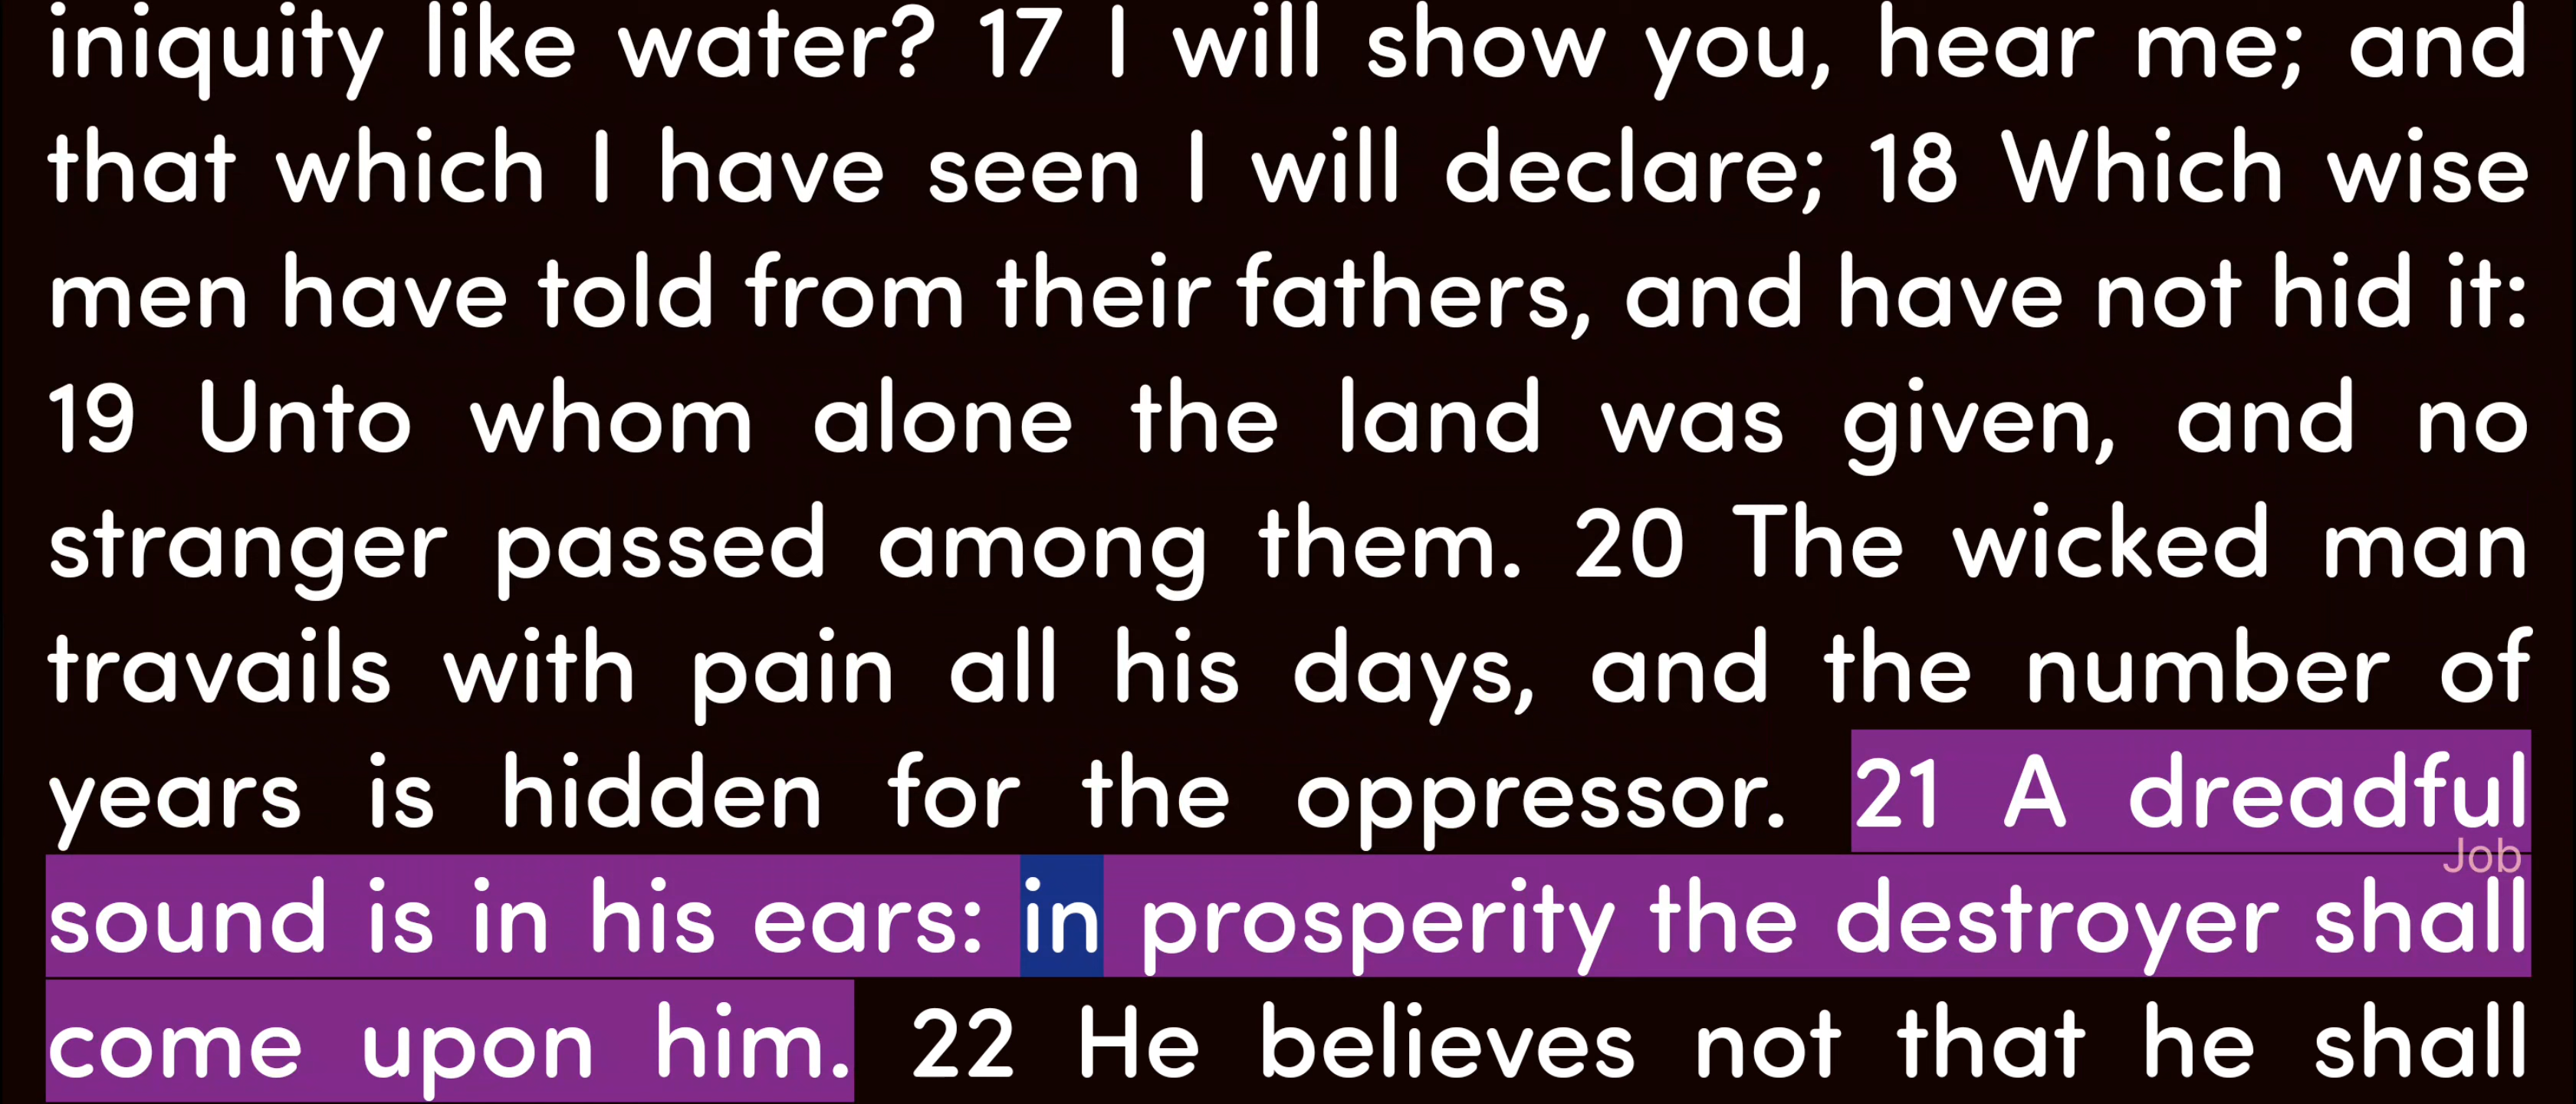 iniquity like water? 17 I will show you, hear me; and
that which I have seen I will declare; 18 Which wise
men have told from their fathers, and have not hid it:
19 Unto whom alone the land was given, and no
stranger passed among them. 20 The wicked man
travails with pain all his days, and the number of
years is hidden for the oppressor. 21 A dreadful
Job
sound is in his ears: in prosperity the destroyer shall
come upon him. 22 He believes not that he shall